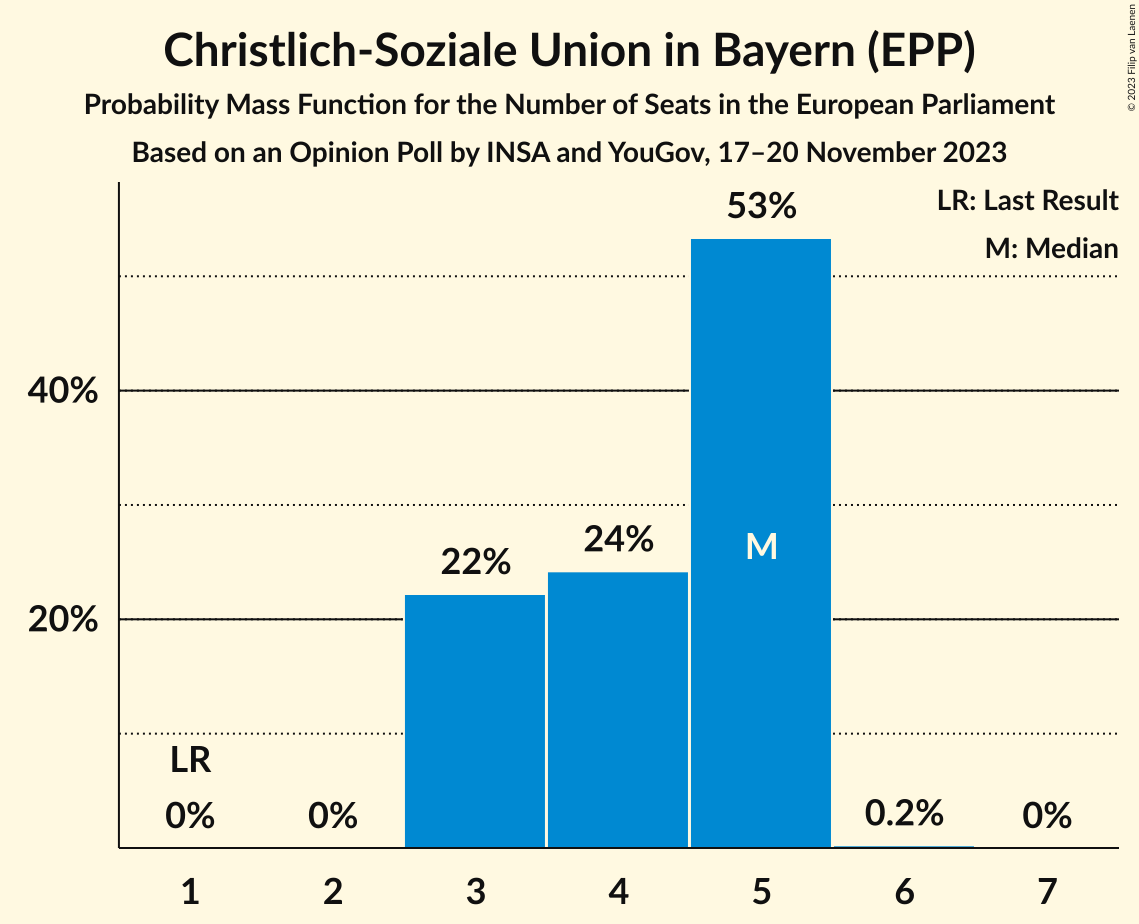 Christlich-Soziale Union in Bayern (EPP)
Probability Mass Function for the Number of Seats in the European Parliament
Based on an Opinion Poll by INSA and YouGov, 17–20 November 2023
© 2023 Filip van Laenen
LR: Last Result
M: Median
53%
40%
24%
22%
M
20%
LR
0%
0%
0.2%
0%
1 2 3 4 5 6 7